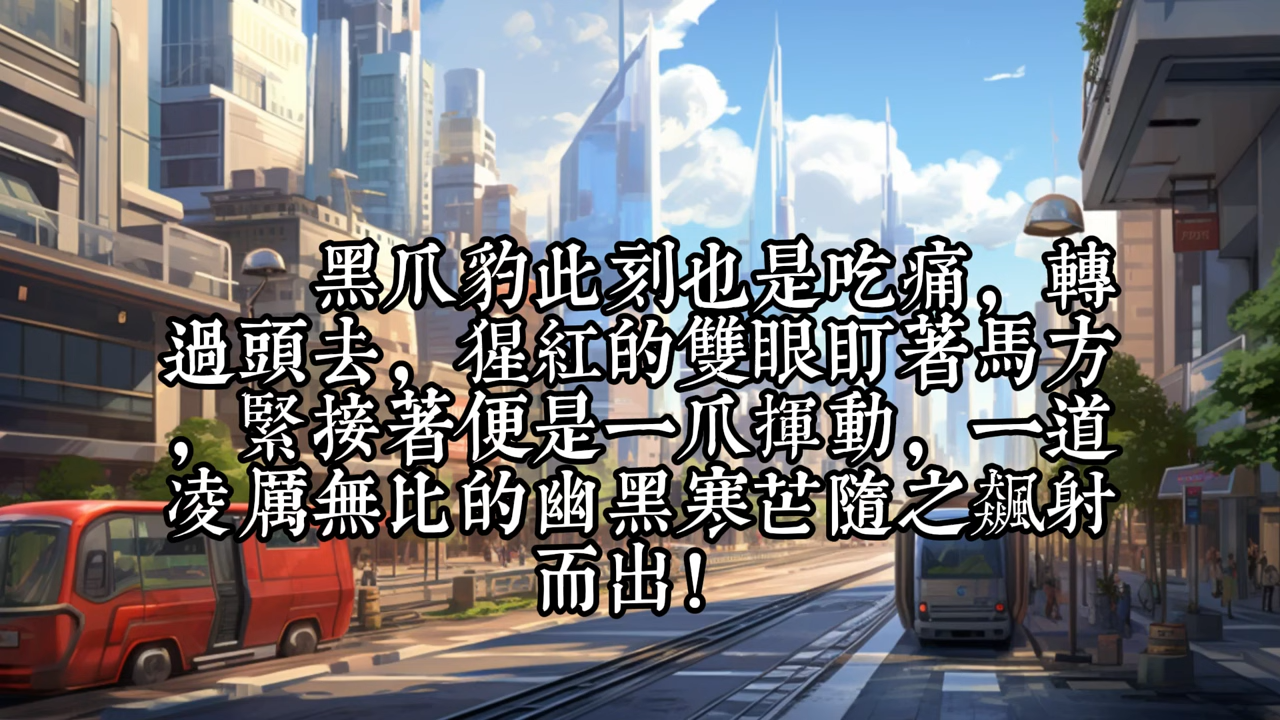 黑爪豹此刻也是吃痛，轉
過頭去，猩紅的雙眼盯著馬方
，緊接著便是一爪揮動，一道
凌厲無比的幽黑寒芒隨之飆射
而出！